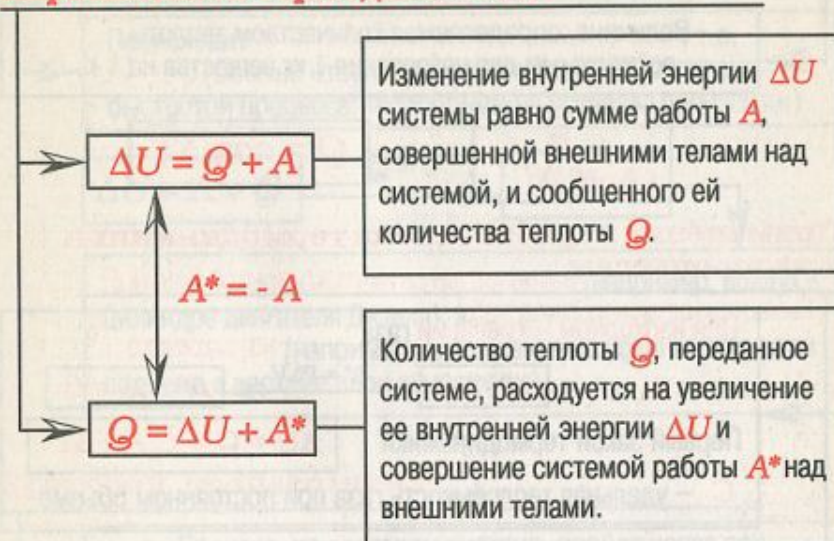 ΔU = Q + A
Изменение внутренней энергии ΔU
системы равно сумме работы A,
совершенной внешними телами над
системой, и сообщенного ей
количества теплоты Q.
A* = - A
Q = ΔU + A*
Количество теплоты Q, переданное
системе, расходуется на увеличение
ее внутренней энергии ΔU и
совершение системой работы A* над
внешними телами.